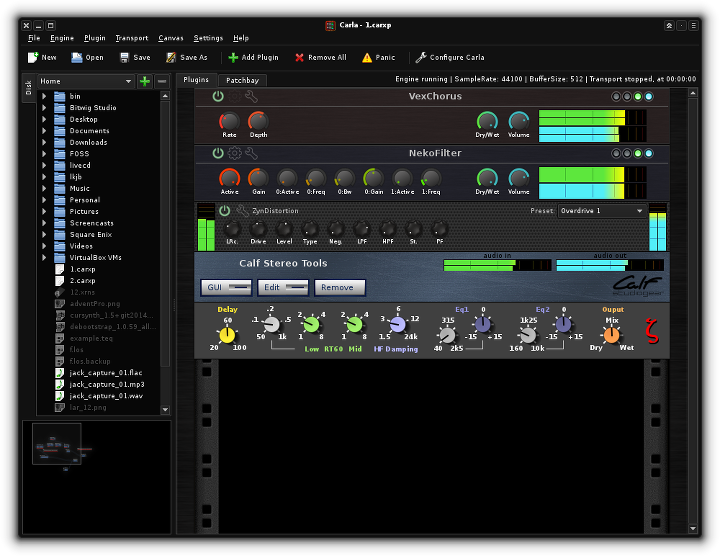 Carla - 1.carxp
File Engine Plugin Transport Canvas Settings Help
New Open Save Save As Add Plugin Remove All Panic Configure Carla
Disk
Home
Plugins Patchbay
Engine running | SampleRate: 44100 | BufferSize: 512 | Transport stopped, at 00:00:00
bin
Bitwig Studio
Desktop
Documents
Downloads
FOSS
livecd
lkjb
Music
Personal
Pictures
Screencasts
Square Enix
Videos
VirtualBox VMs
1.carxp
2.carxp
12.xrns
adventPro.png
cursynth_1.5+git2014...
debootstrap_1.0.59_all...
example.teq
f.los
f.los.backup
jack_capture_01.flac
jack_capture_01.mp3
jack_capture_01.wav
lar_12.png
VexChorus
Rate Depth Dry/Wet Volume
NekoFilter
Active Gain 0:Active 0:Freq 0:Bw 0:Gain 1:Active 1:Freq Dry/Wet Volume
ZynDistortion Preset: Overdrive 1
L/Rc. Drive Level Type Neg. LPF HPF St. PF
Calf Stereo Tools
audio in audio out
GUI Edit Remove
Calf
studiogear
Delay
60
20 100
.2
.1 .5
50 1k
2
1 4
1 8
2
1 4
1 8
6
3 12
1.5 24k
Low RT60 Mid HF Damping
Eq1
315 0
40 2k5 -15 +15
Eq2
1k25 0
160 10k -15 +15
Ouput
Mix
Dry Wet